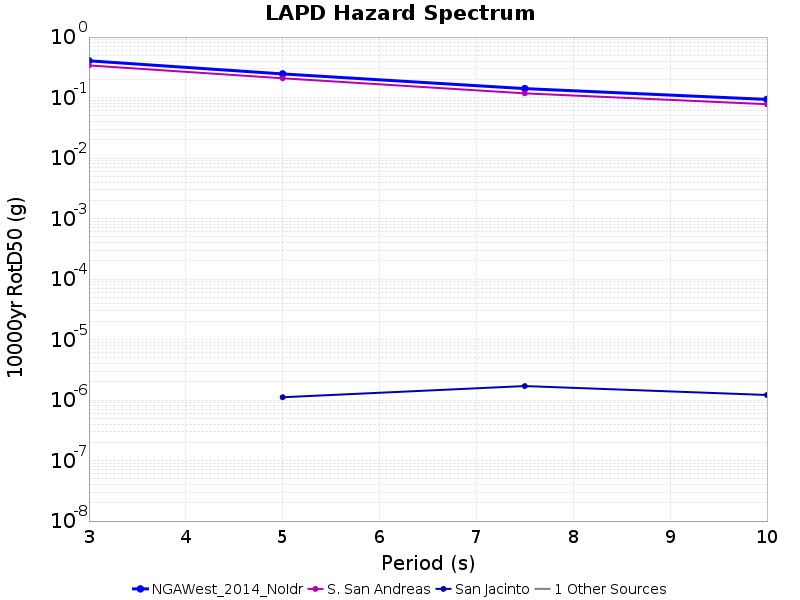 LAPD Hazard Spectrum
10000yr RotD50 (g)
10^0
10^-1
10^-2
10^-3
10^-4
10^-5
10^-6
10^-7
10^-8
3 4 5 6 7 8 9 10
Period (s)
NGAWest_2014_NoIdr S. San Andreas San Jacinto 1 Other Sources